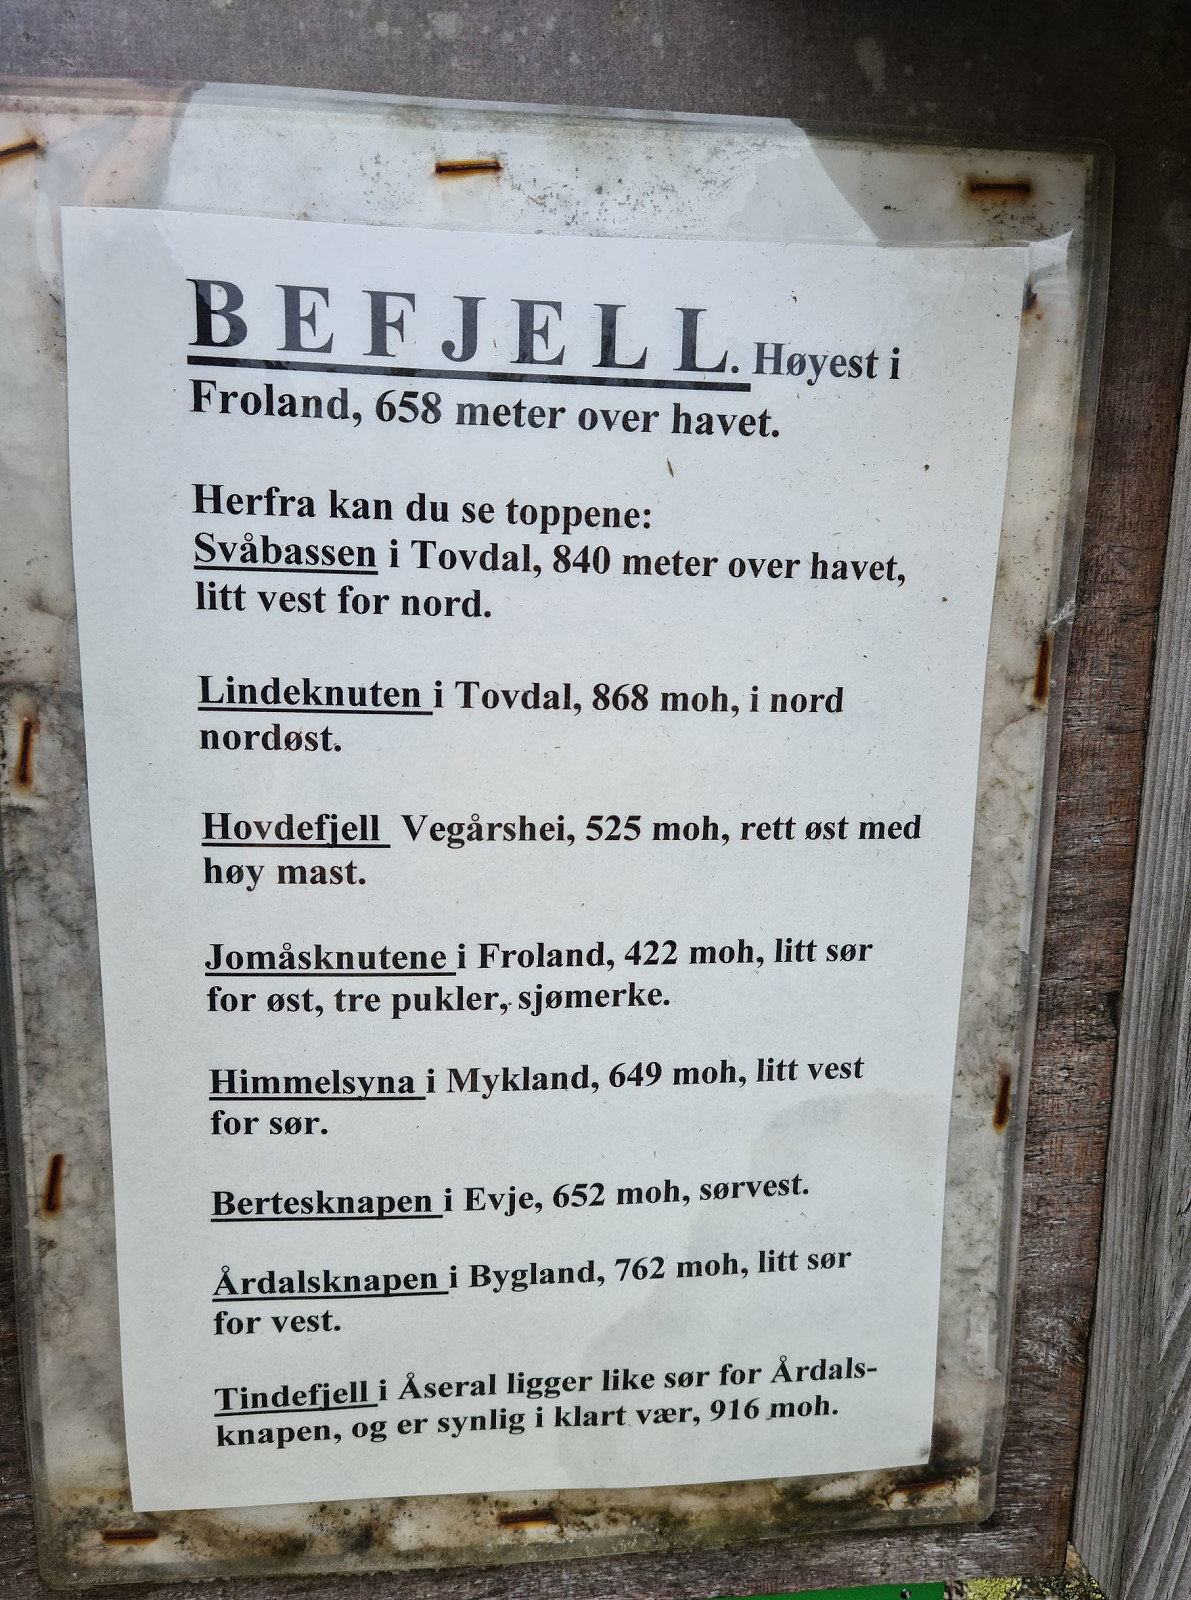 BEFJELL. Høyest i
Froland, 658 meter over havet.
Herfra kan du se toppene:
Svåbassen i Tovdal, 840 meter over havet,
litt vest for nord.
Lindeknuten i Tovdal, 868 moh, i nord
nordøst.
Hovdefjell Vegårshei, 525 moh, rett øst med
høy mast.
Jomåsknutene i Froland, 422 moh, litt sør
for øst, tre pukler, sjømerke.
Himmelsyna i Mykland, 649 moh, litt vest
for sør.
Bertesknapen i Evje, 652 moh, sørvest.
Årdalsknapen i Bygland, 762 moh, litt sør
for vest.
Tindefjell i Åseral ligger like sør for Årdals-
knapen, og er synlig i klart vær, 916 moh.